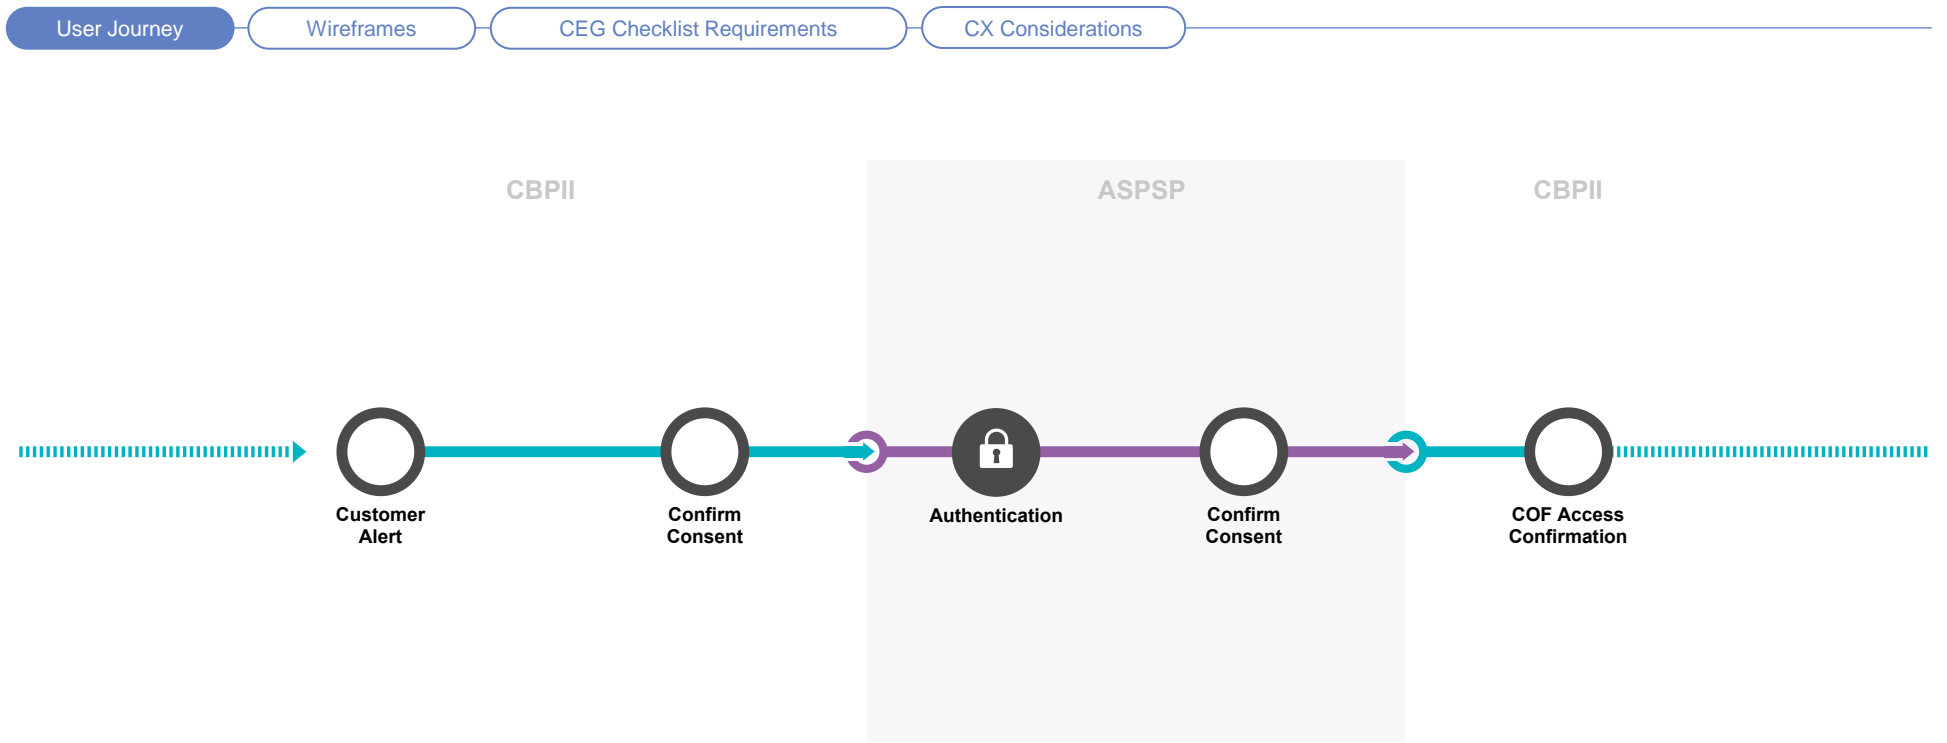 User Journey
Wireframes
CEG Checklist Requirements
CX Considerations
CBPII
ASPSP
CBPII
Customer
Alert
Confirm
Consent
Authentication
Confirm
Consent
COF Access
Confirmation